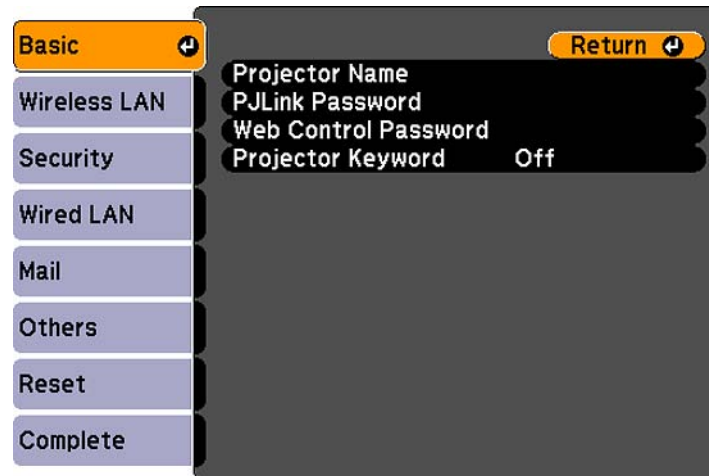 Basic
Wireless LAN
Security
Wired LAN
Mail
Others
Reset
Complete
Return
Projector Name
PJLink Password
Web Control Password
Projector Keyword Off